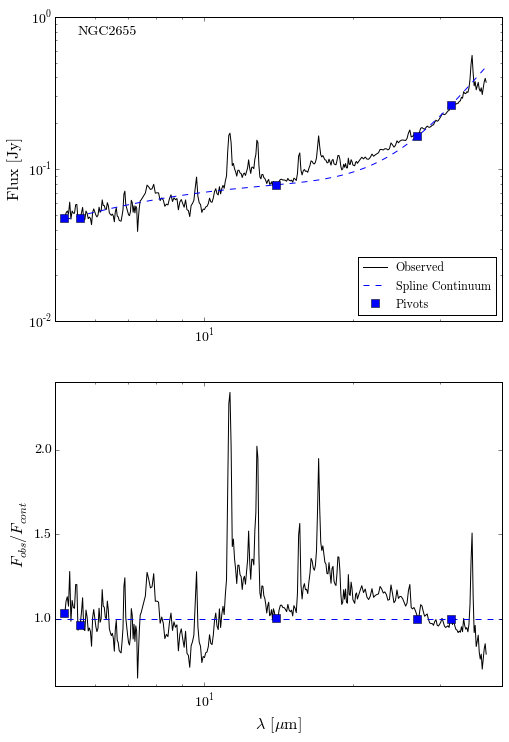 NGC2655
10^0
10^-1
10^-2
Flux [Jy]
Observed
Spline Continuum
Pivots
10^1
2.0
1.5
1.0
F_obs/F_cont
10^1
λ [μm]